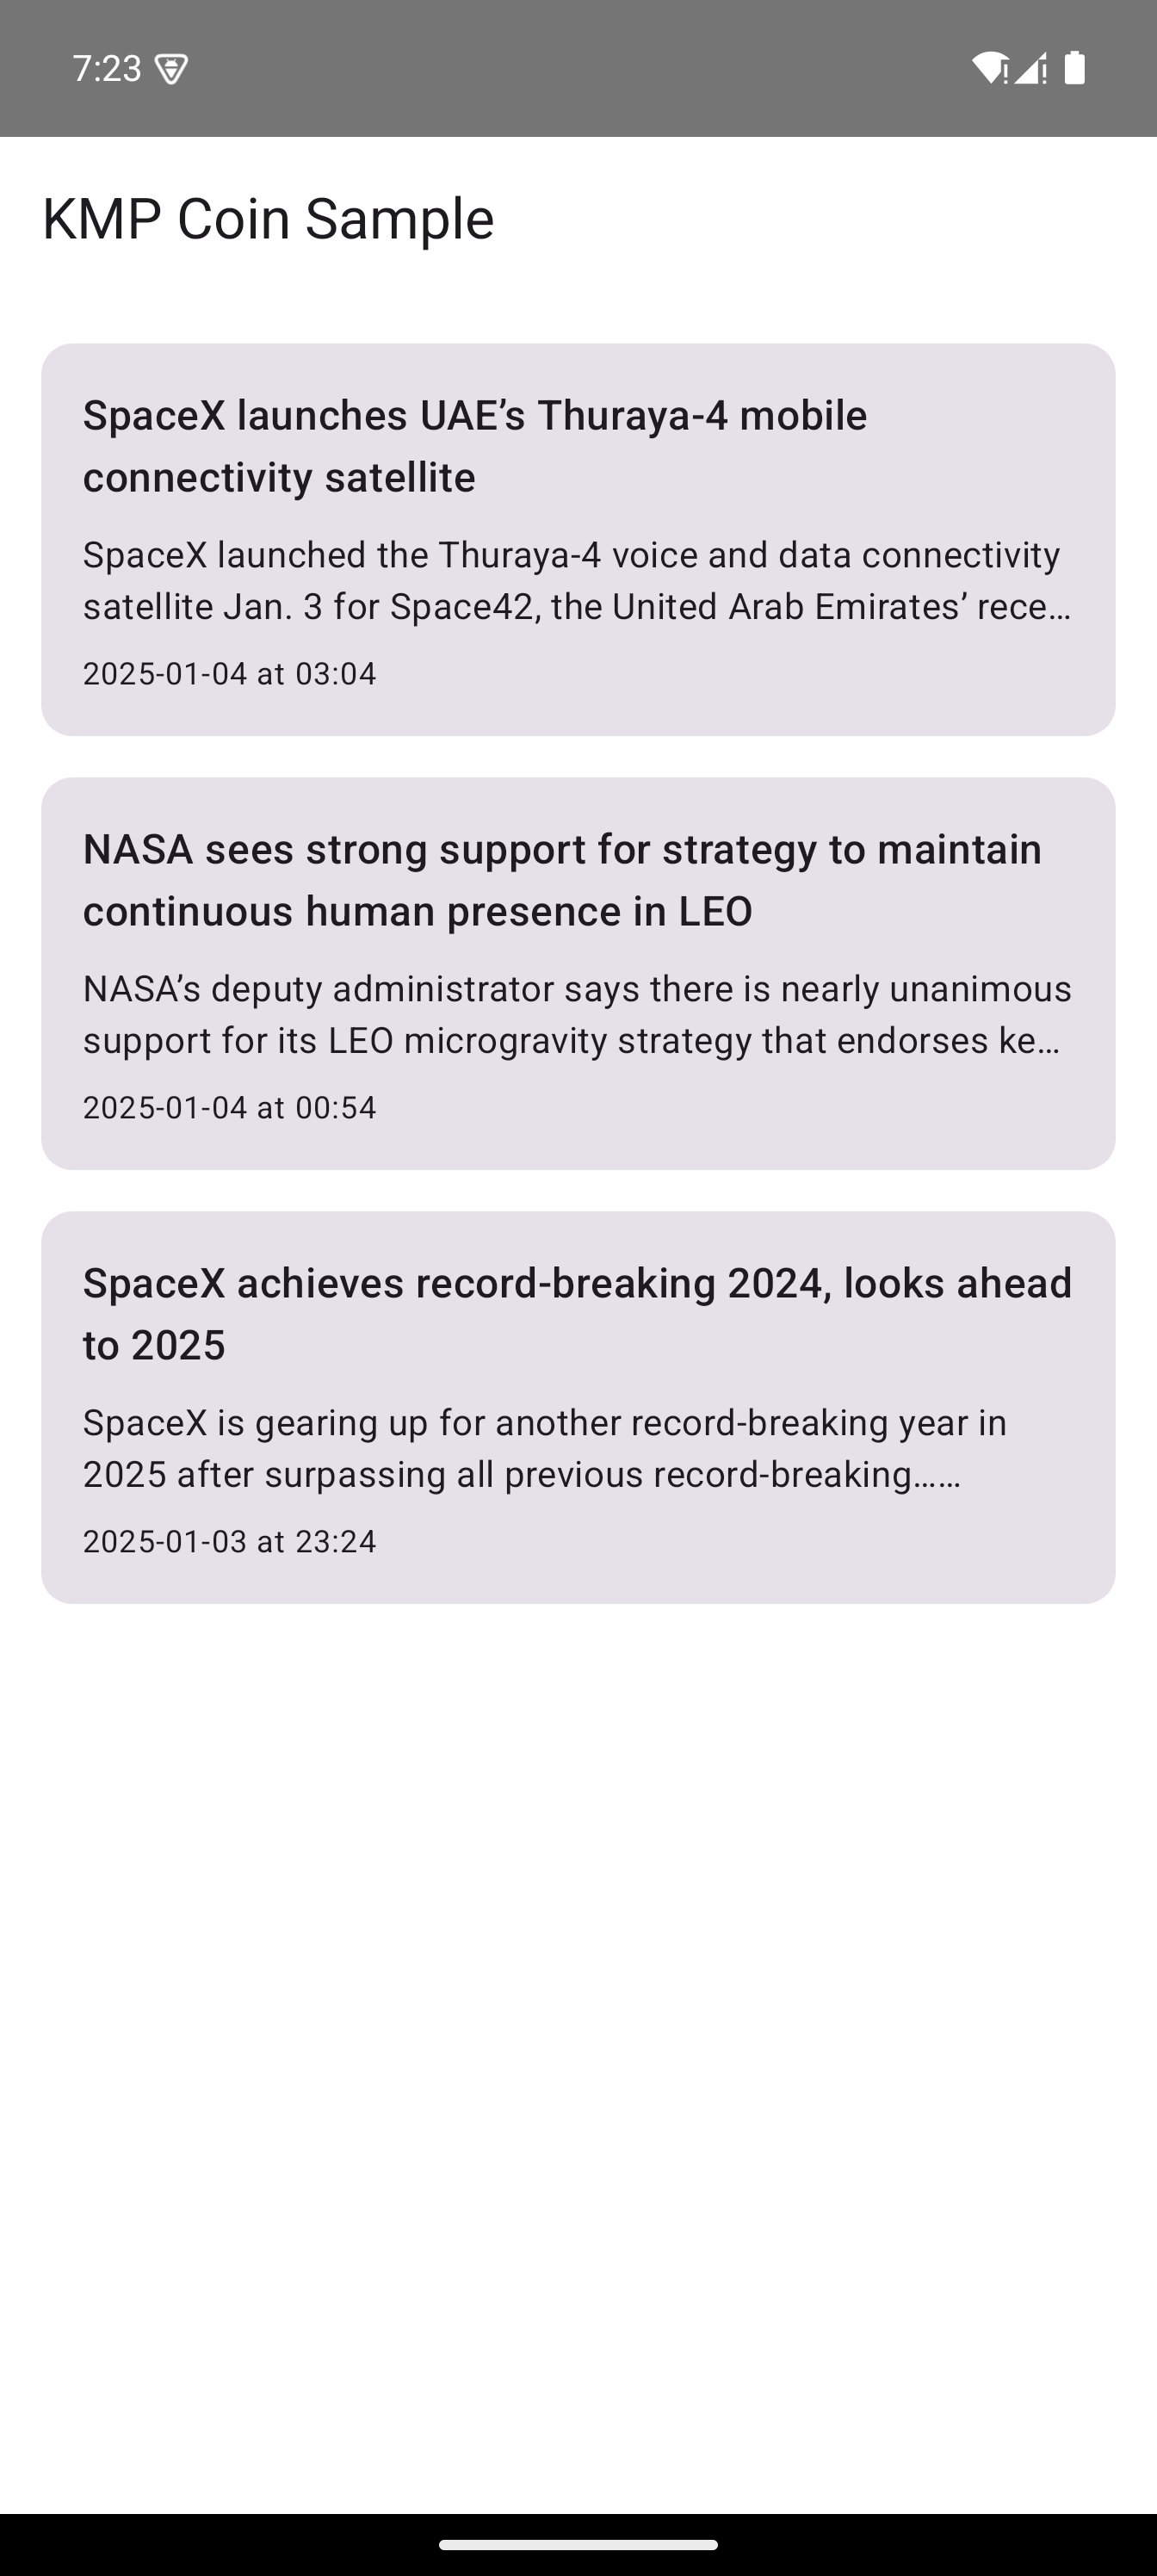 7:23
KMP Coin Sample
SpaceX launches UAE’s Thuraya-4 mobile
connectivity satellite
SpaceX launched the Thuraya-4 voice and data connectivity
satellite Jan. 3 for Space42, the United Arab Emirates’ rece…
2025-01-04 at 03:04
NASA sees strong support for strategy to maintain
continuous human presence in LEO
NASA’s deputy administrator says there is nearly unanimous
support for its LEO microgravity strategy that endorses ke…
2025-01-04 at 00:54
SpaceX achieves record-breaking 2024, looks ahead
to 2025
SpaceX is gearing up for another record-breaking year in
2025 after surpassing all previous record-breaking……
2025-01-03 at 23:24